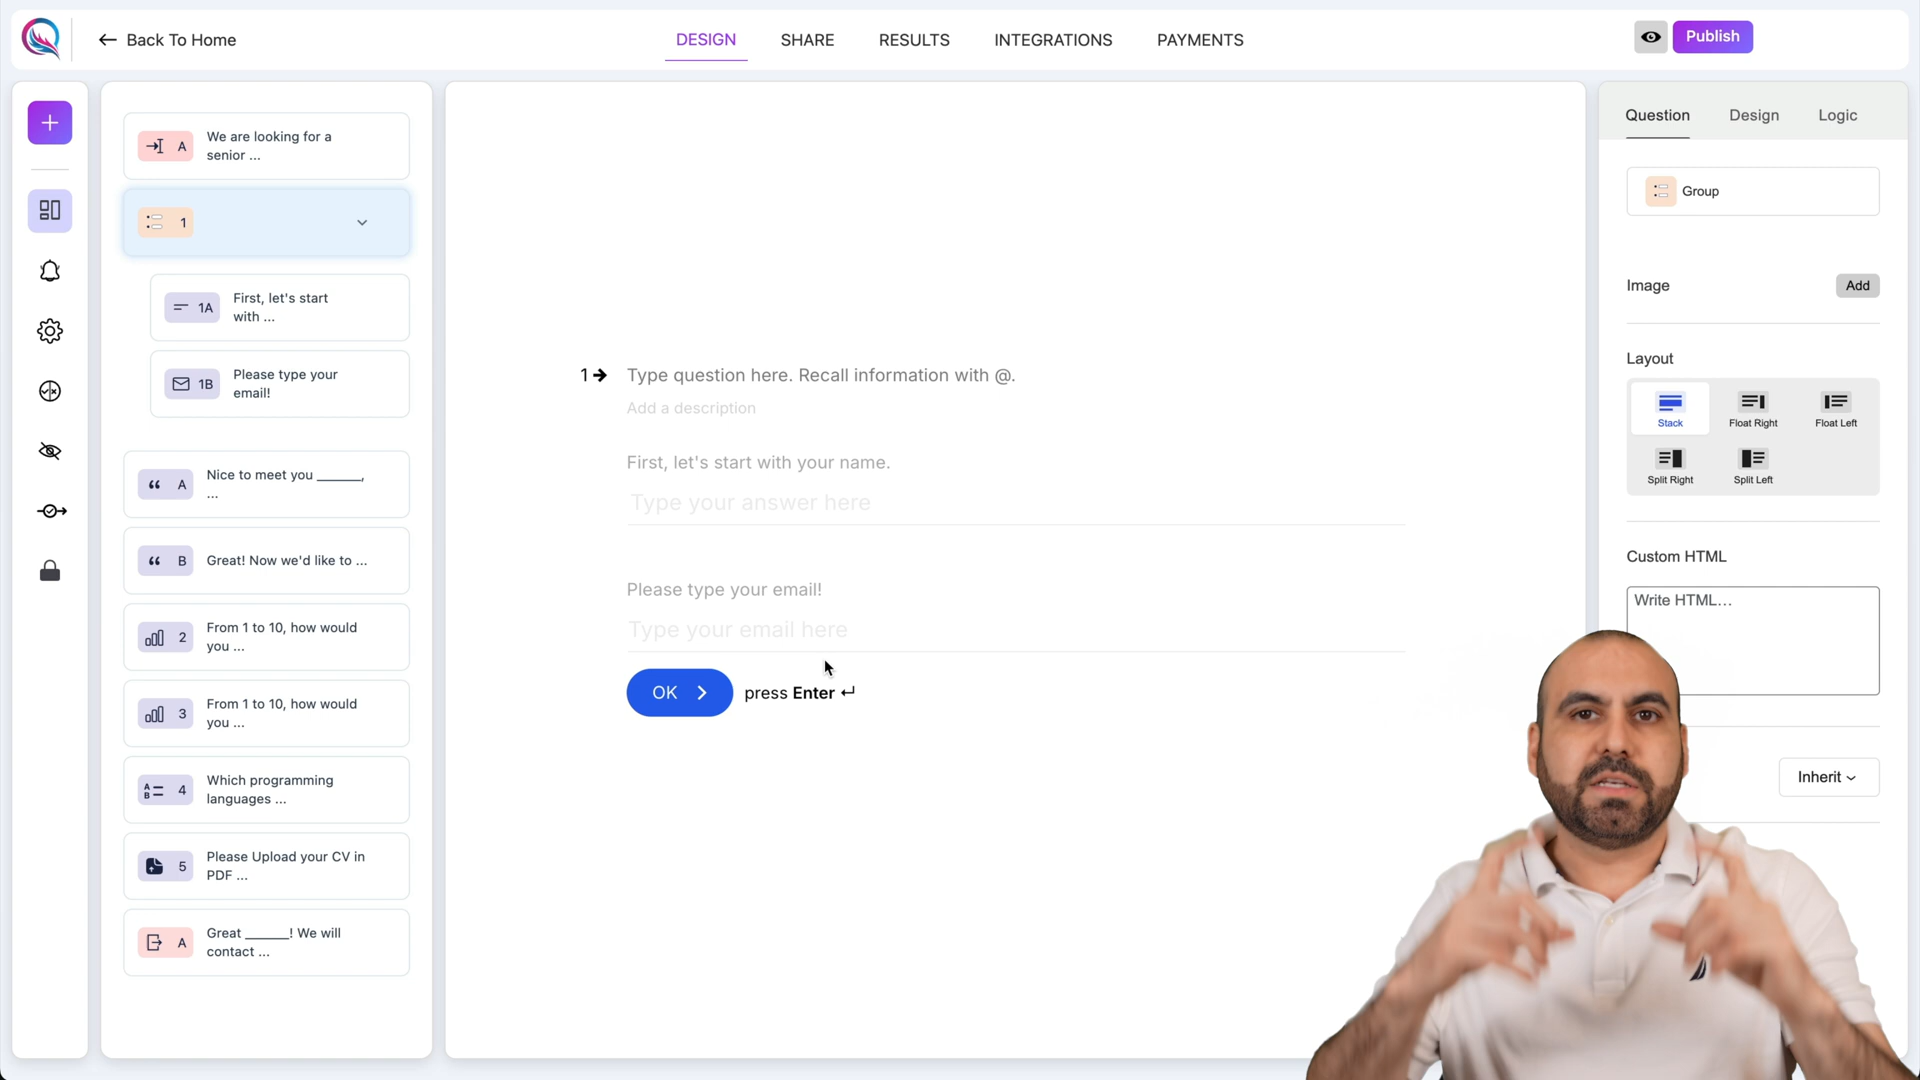 Back To Home
DESIGN
SHARE
RESULTS
INTEGRATIONS
PAYMENTS
Publish
A
We are looking for a
senior ...
1
1A
First, let's start
with ...
1B
Please type your
email!
A
Nice to meet you ______,
...
B
Great! Now we'd like to ...
2
From 1 to 10, how would
you ...
3
From 1 to 10, how would
you ...
4
Which programming
languages ...
5
Please Upload your CV in
PDF ...
A
Great ______! We will
contact ...
1
Type question here. Recall information with @.
Add a description
First, let's start with your name.
Type your answer here
Please type your email!
Type your email here
OK
press Enter ↵
Question
Design
Logic
Group
Image
Add
Layout
Stack
Float Right
Float Left
Split Right
Split Left
Custom HTML
Write HTML...
Inherit